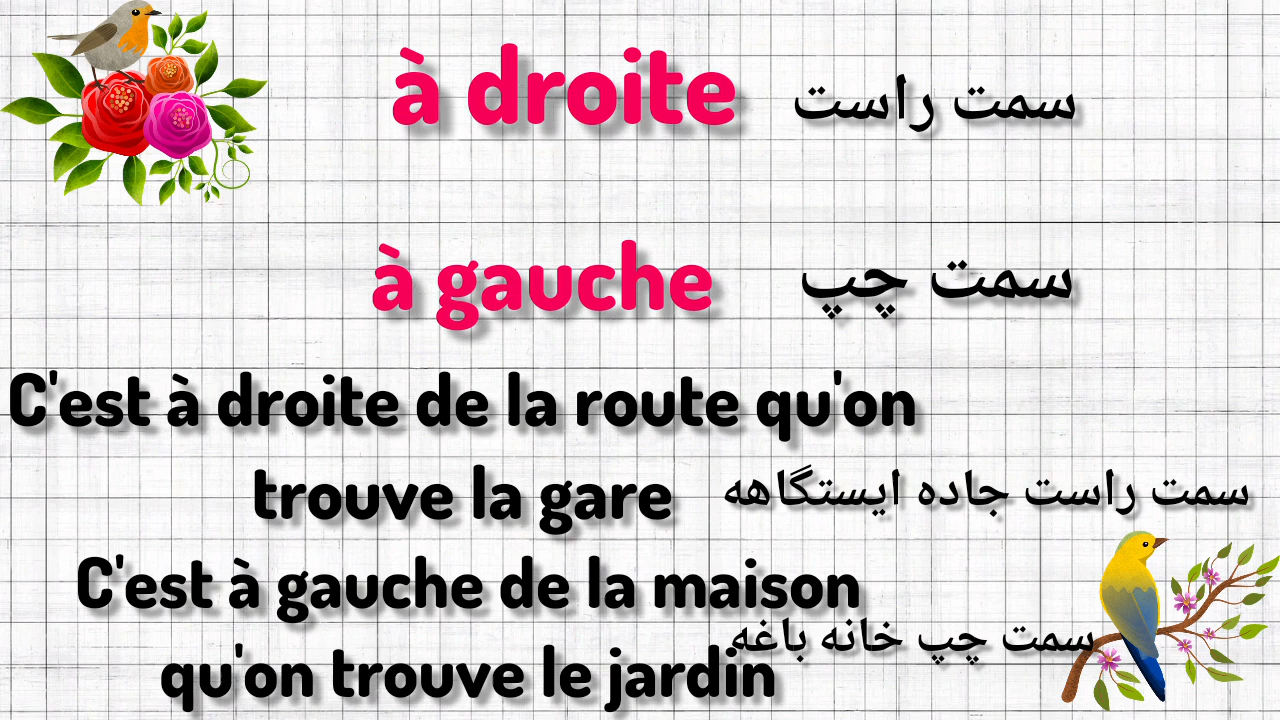 à droite سمت راست
à gauche سمت چپ
C'est à droite de la route qu'on
trouve la gare سمت راست جاده ایستگاهه
C'est à gauche de la maison
سمت چپ خانه باغه
qu'on trouve le jardin